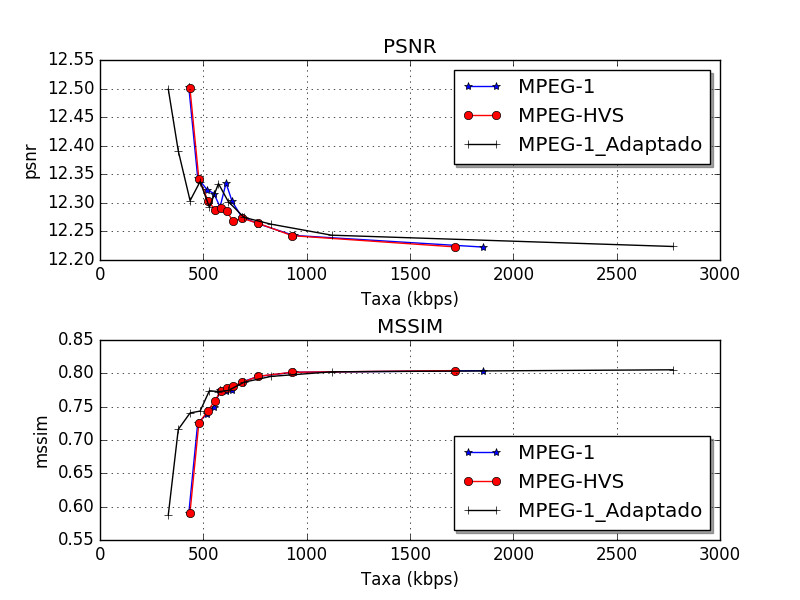 PSNR
12.55
12.50
12.45
12.40
12.35
12.30
12.25
12.20
psnr
MPEG-1
MPEG-HVS
MPEG-1_Adaptado
0 500 1000 1500 2000 2500 3000
Taxa (kbps)
MSSIM
0.85
0.80
0.75
0.70
0.65
0.60
0.55
mssim
MPEG-1
MPEG-HVS
MPEG-1_Adaptado
0 500 1000 1500 2000 2500 3000
Taxa (kbps)